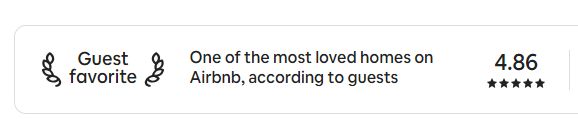 Guest
favorite
One of the most loved homes on
Airbnb, according to guests
4.86